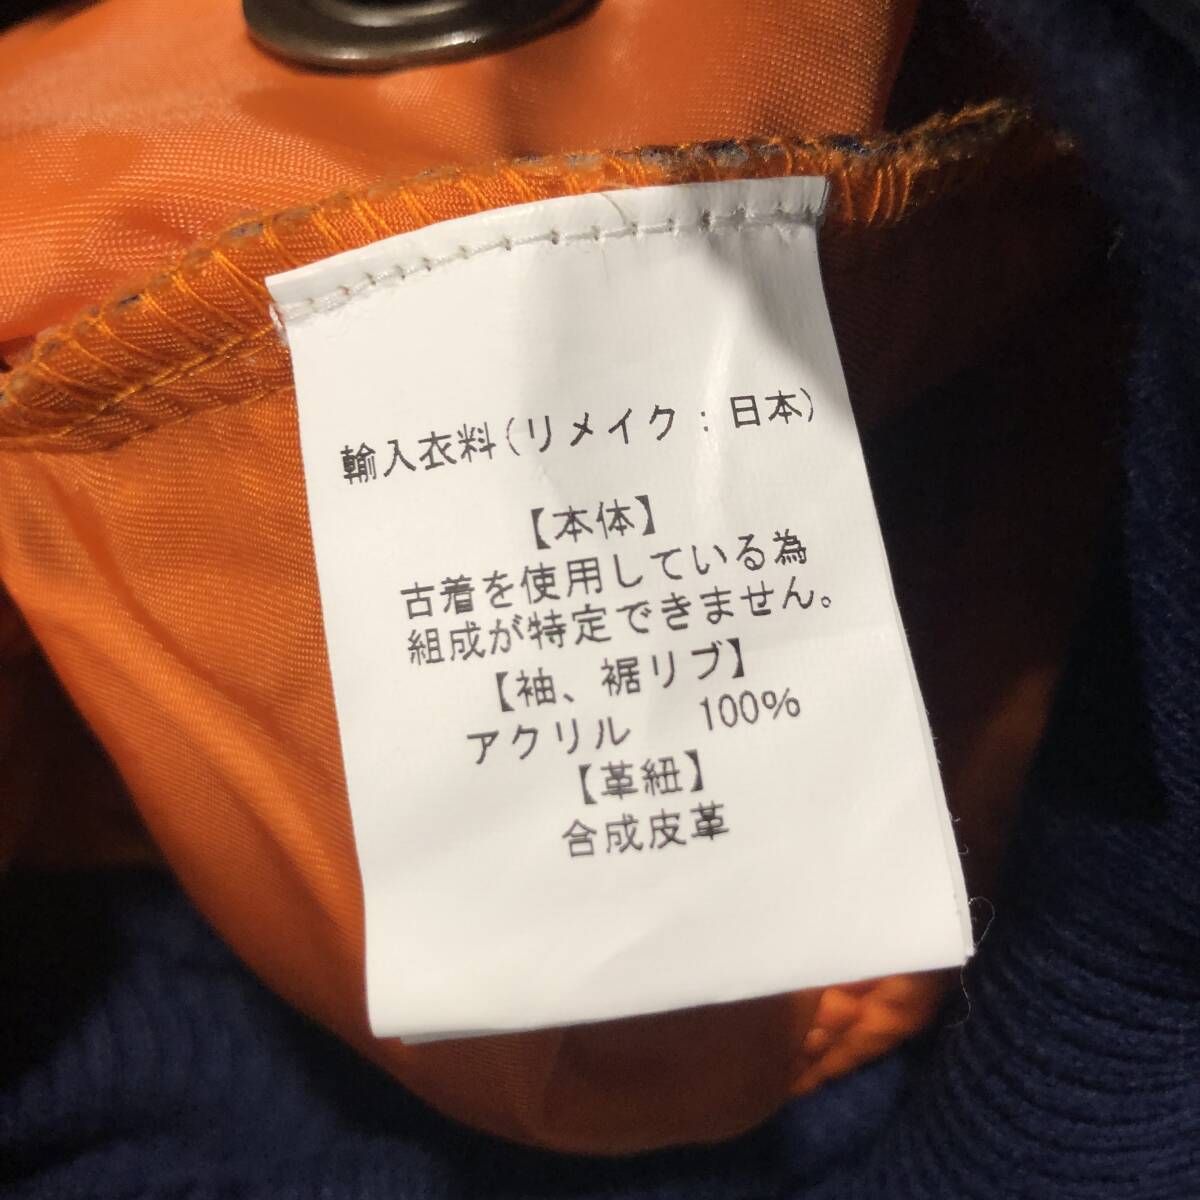 輸入衣料(リメイク:日本)
【本体】
古着を使用している為
組成が特定できません。
【袖、裾リブ】
アクリル 100%
【革紐】
合成皮革